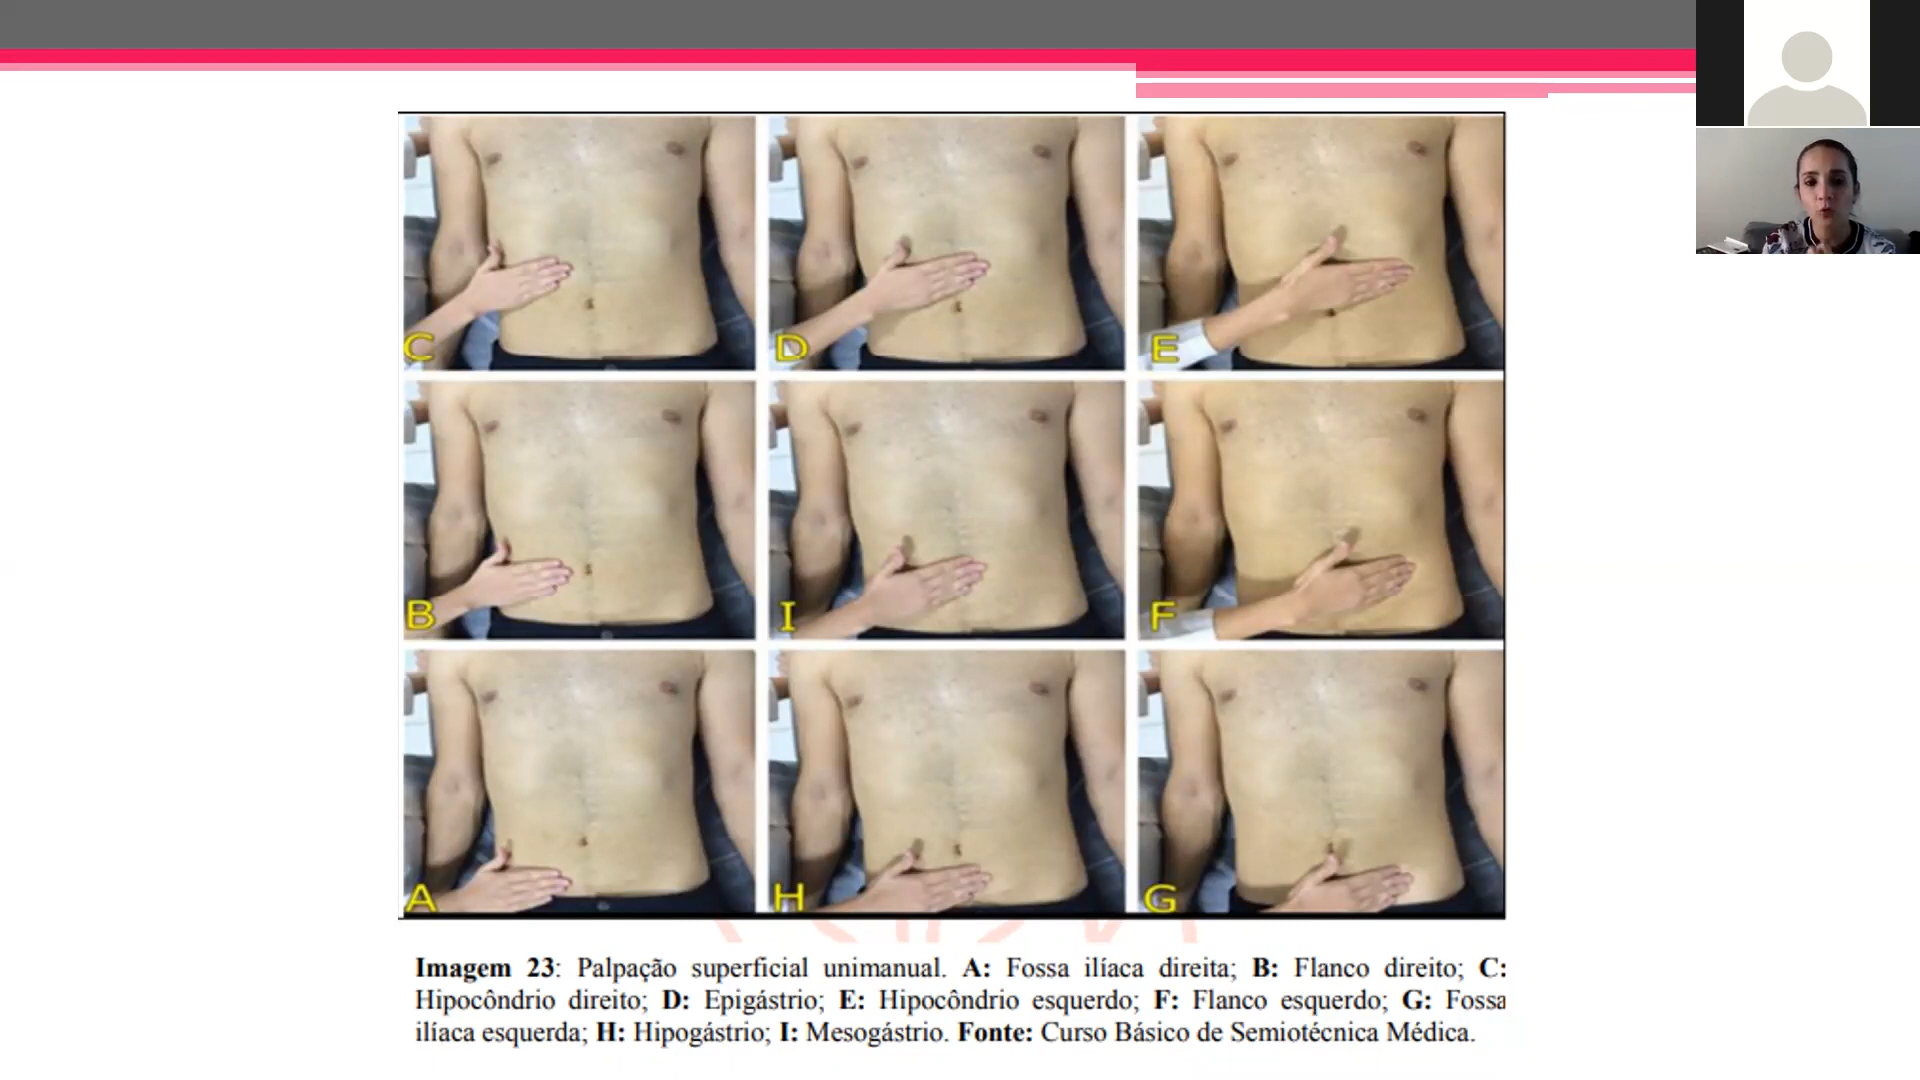 C D E
B I F
A H G
Imagem 23: Palpação superficial unimanual. A: Fossa ilíaca direita; B: Flanco direito; C:
Hipocôndrio direito; D: Epigástrio; E: Hipocôndrio esquerdo; F: Flanco esquerdo; G: Fossa
ilíaca esquerda; H: Hipogástrio; I: Mesogástrio. Fonte: Curso Básico de Semiotécnica Médica.